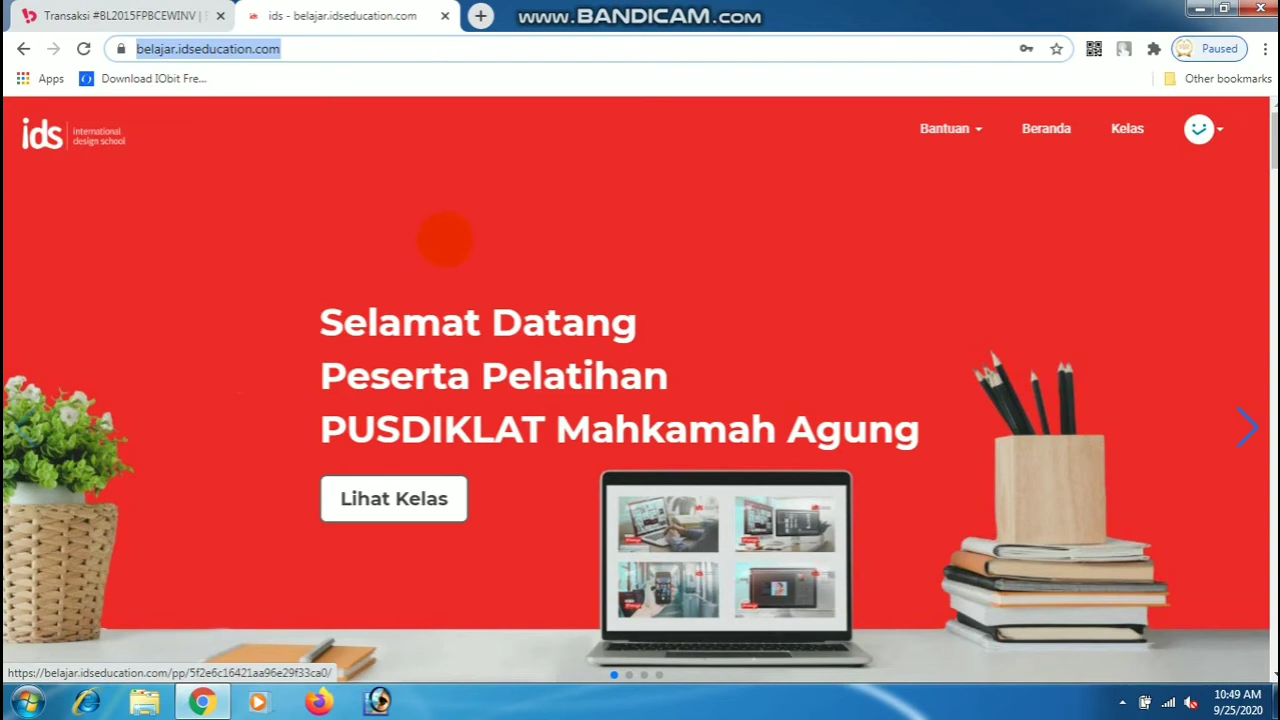 Transaksi #BL2015FPBCEWINV |
ids - belajar.idseducation.com
www.BANDICAM.com
belajar.idseducation.com
Paused
Apps
Download IObit Fre...
Other bookmarks
ids
international
design school
Bantuan
Beranda
Kelas
Selamat Datang
Peserta Pelatihan
PUSDIKLAT Mahkamah Agung
Lihat Kelas
https://belajar.idseducation.com/pp/5f2e6c16421aa96e29f33ca0/
10:49 AM
9/25/2020